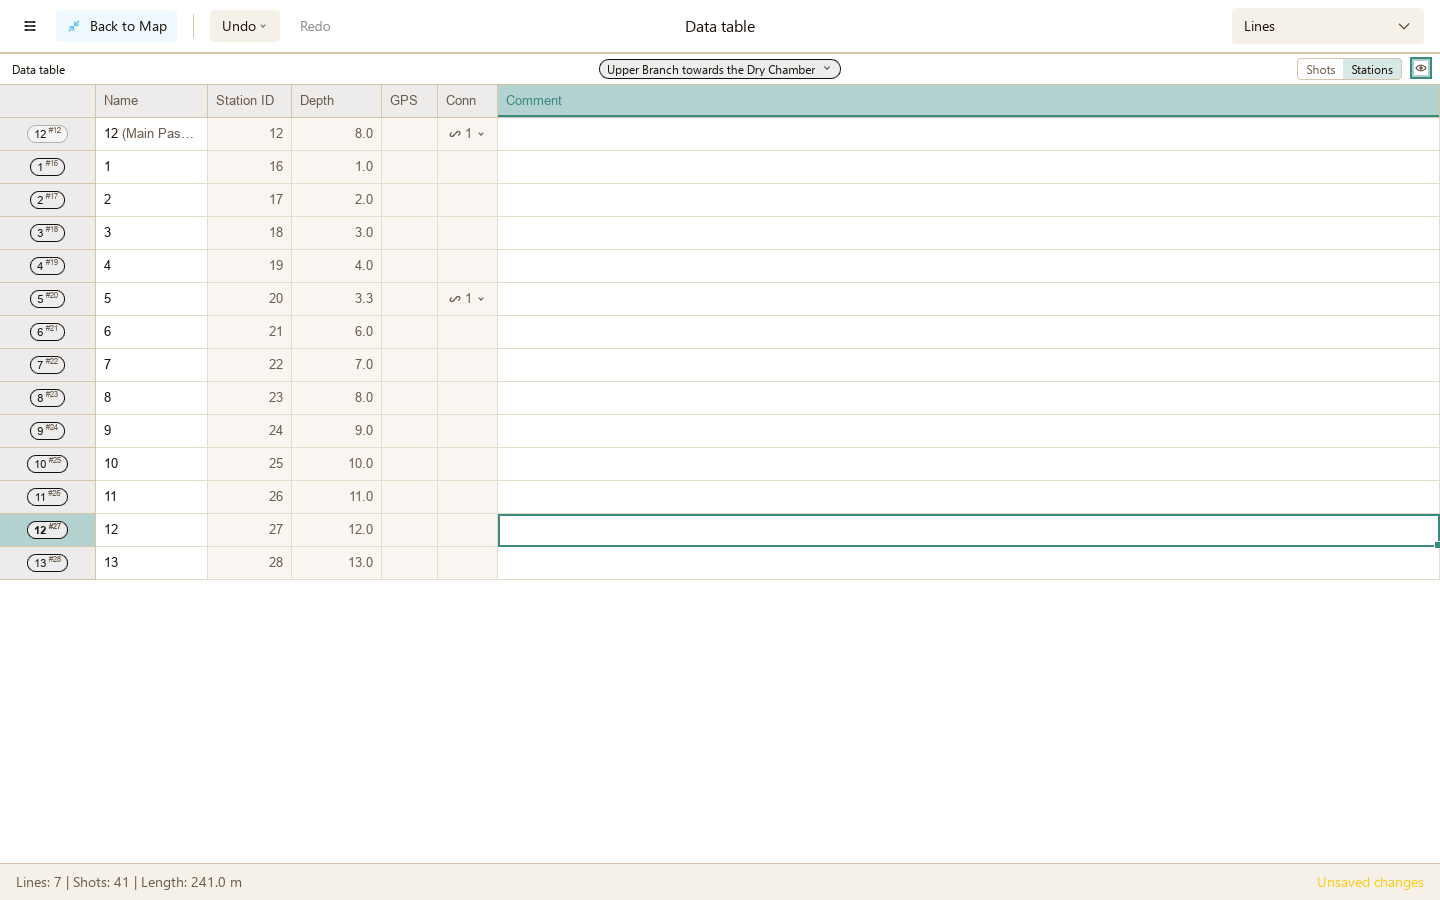 Back to Map
Undo
Redo
Data table
Lines
Data table
Upper Branch towards the Dry Chamber
Shots
Stations
Name Station ID Depth GPS Conn Comment
12 #12 12 (Main Pas… 12 8.0 1
1 #16 1 16 1.0
2 #17 2 17 2.0
3 #18 3 18 3.0
4 #19 4 19 4.0
5 #20 5 20 3.3 1
6 #21 6 21 6.0
7 #22 7 22 7.0
8 #23 8 23 8.0
9 #24 9 24 9.0
10 #25 10 25 10.0
11 #26 11 26 11.0
12 #27 12 27 12.0
13 #28 13 28 13.0
Lines: 7 | Shots: 41 | Length: 241.0 m
Unsaved changes